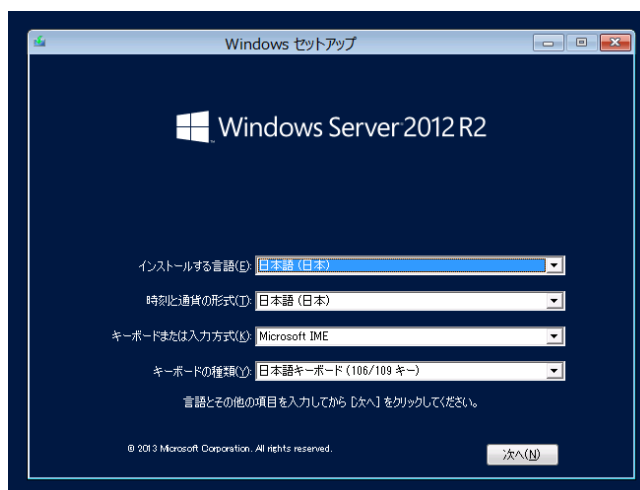 Windows セットアップ
Windows Server 2012 R2
インストールする言語(E): 日本語 (日本)
時刻と通貨の形式(T): 日本語 (日本)
キーボードまたは入力方式(K): Microsoft IME
キーボードの種類(Y): 日本語キーボード (106/109 キー)
言語とその他の項目を入力してから [次へ] をクリックしてください。
© 2013 Microsoft Corporation. All rights reserved.
次へ(N)